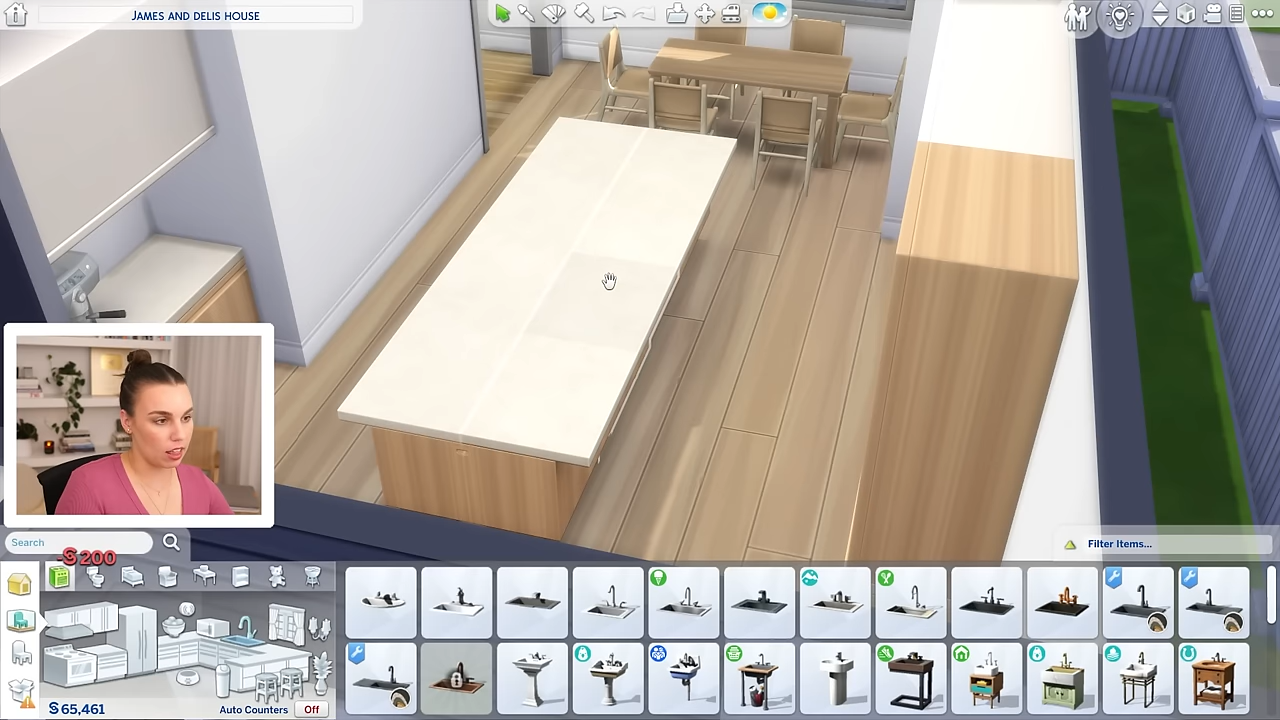 JAMES AND DELIS HOUSE
Search
-§200
Filter Items...
§65,461
Auto Counters
Off